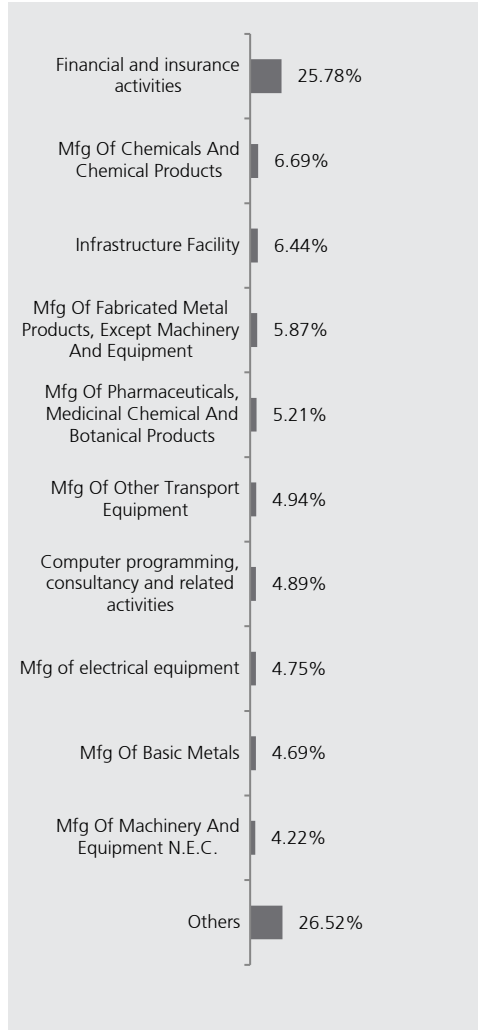 Financial and insurance
activities
25.78%
Mfg Of Chemicals And
Chemical Products
6.69%
Infrastructure Facility
6.44%
Mfg Of Fabricated Metal
Products, Except Machinery
And Equipment
5.87%
Mfg Of Pharmaceuticals,
Medicinal Chemical And
Botanical Products
5.21%
Mfg Of Other Transport
Equipment
4.94%
Computer programming,
consultancy and related
activities
4.89%
Mfg of electrical equipment
4.75%
Mfg Of Basic Metals
4.69%
Mfg Of Machinery And
Equipment N.E.C.
4.22%
Others
26.52%